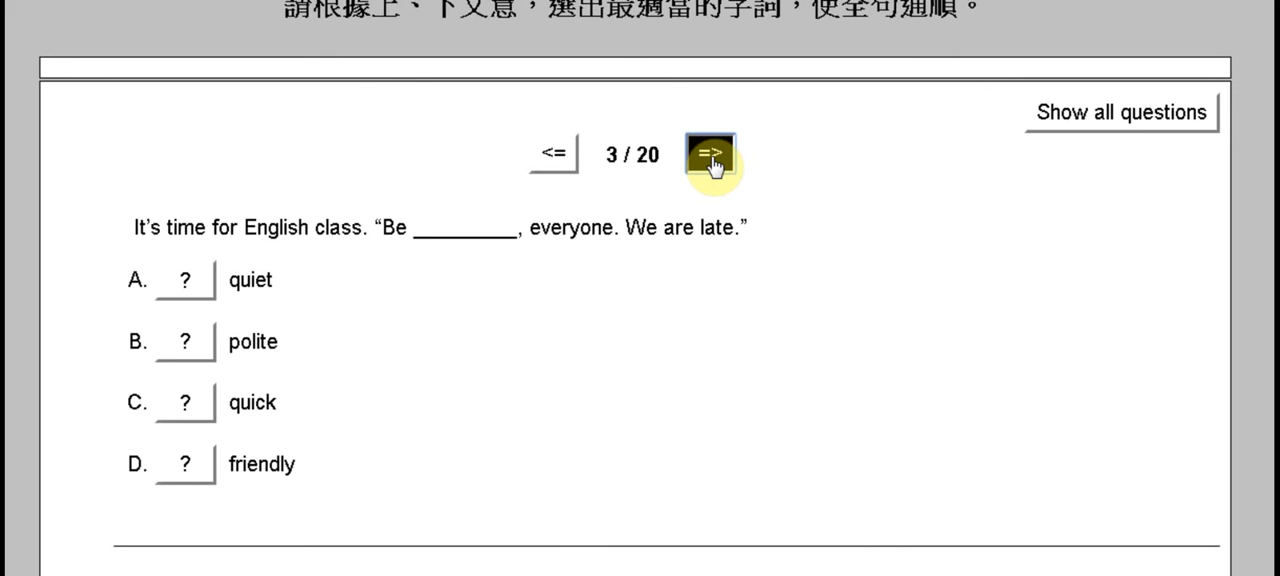 請根據上、下文意，選出最適當的字詞，使全句通順。
Show all questions
<= 3 / 20 =>
It’s time for English class. “Be _________, everyone. We are late.”
A. ? quiet
B. ? polite
C. ? quick
D. ? friendly